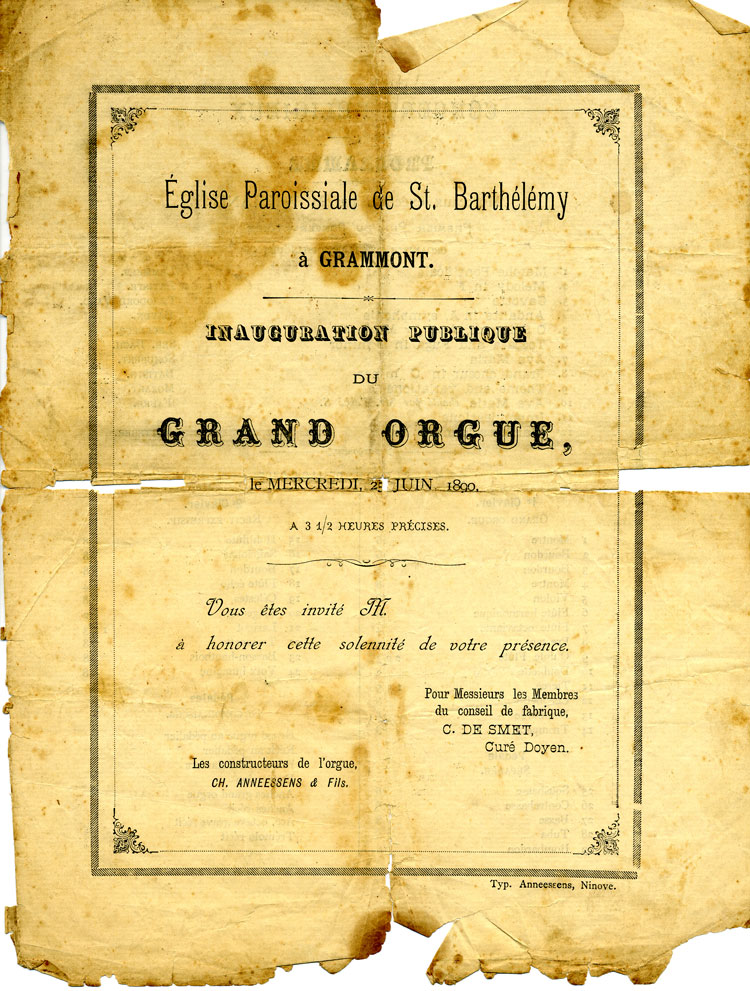 Église Paroissiale de St. Barthélémy
à GRAMMONT.
INAUGURATION PUBLIQUE
DU
GRAND ORGUE,
le MERCREDI, 25 JUIN 1890,
A 3 1/2 HEURES PRÉCISES.
Vous êtes invité M.
à honorer cette solennité de votre présence.
Pour Messieurs les Membres
du conseil de fabrique,
C. DE SMET,
Curé Doyen.
Les constructeurs de l'orgue,
CH. ANNEESSENS & Fils.
Typ. Anneessens, Ninove.